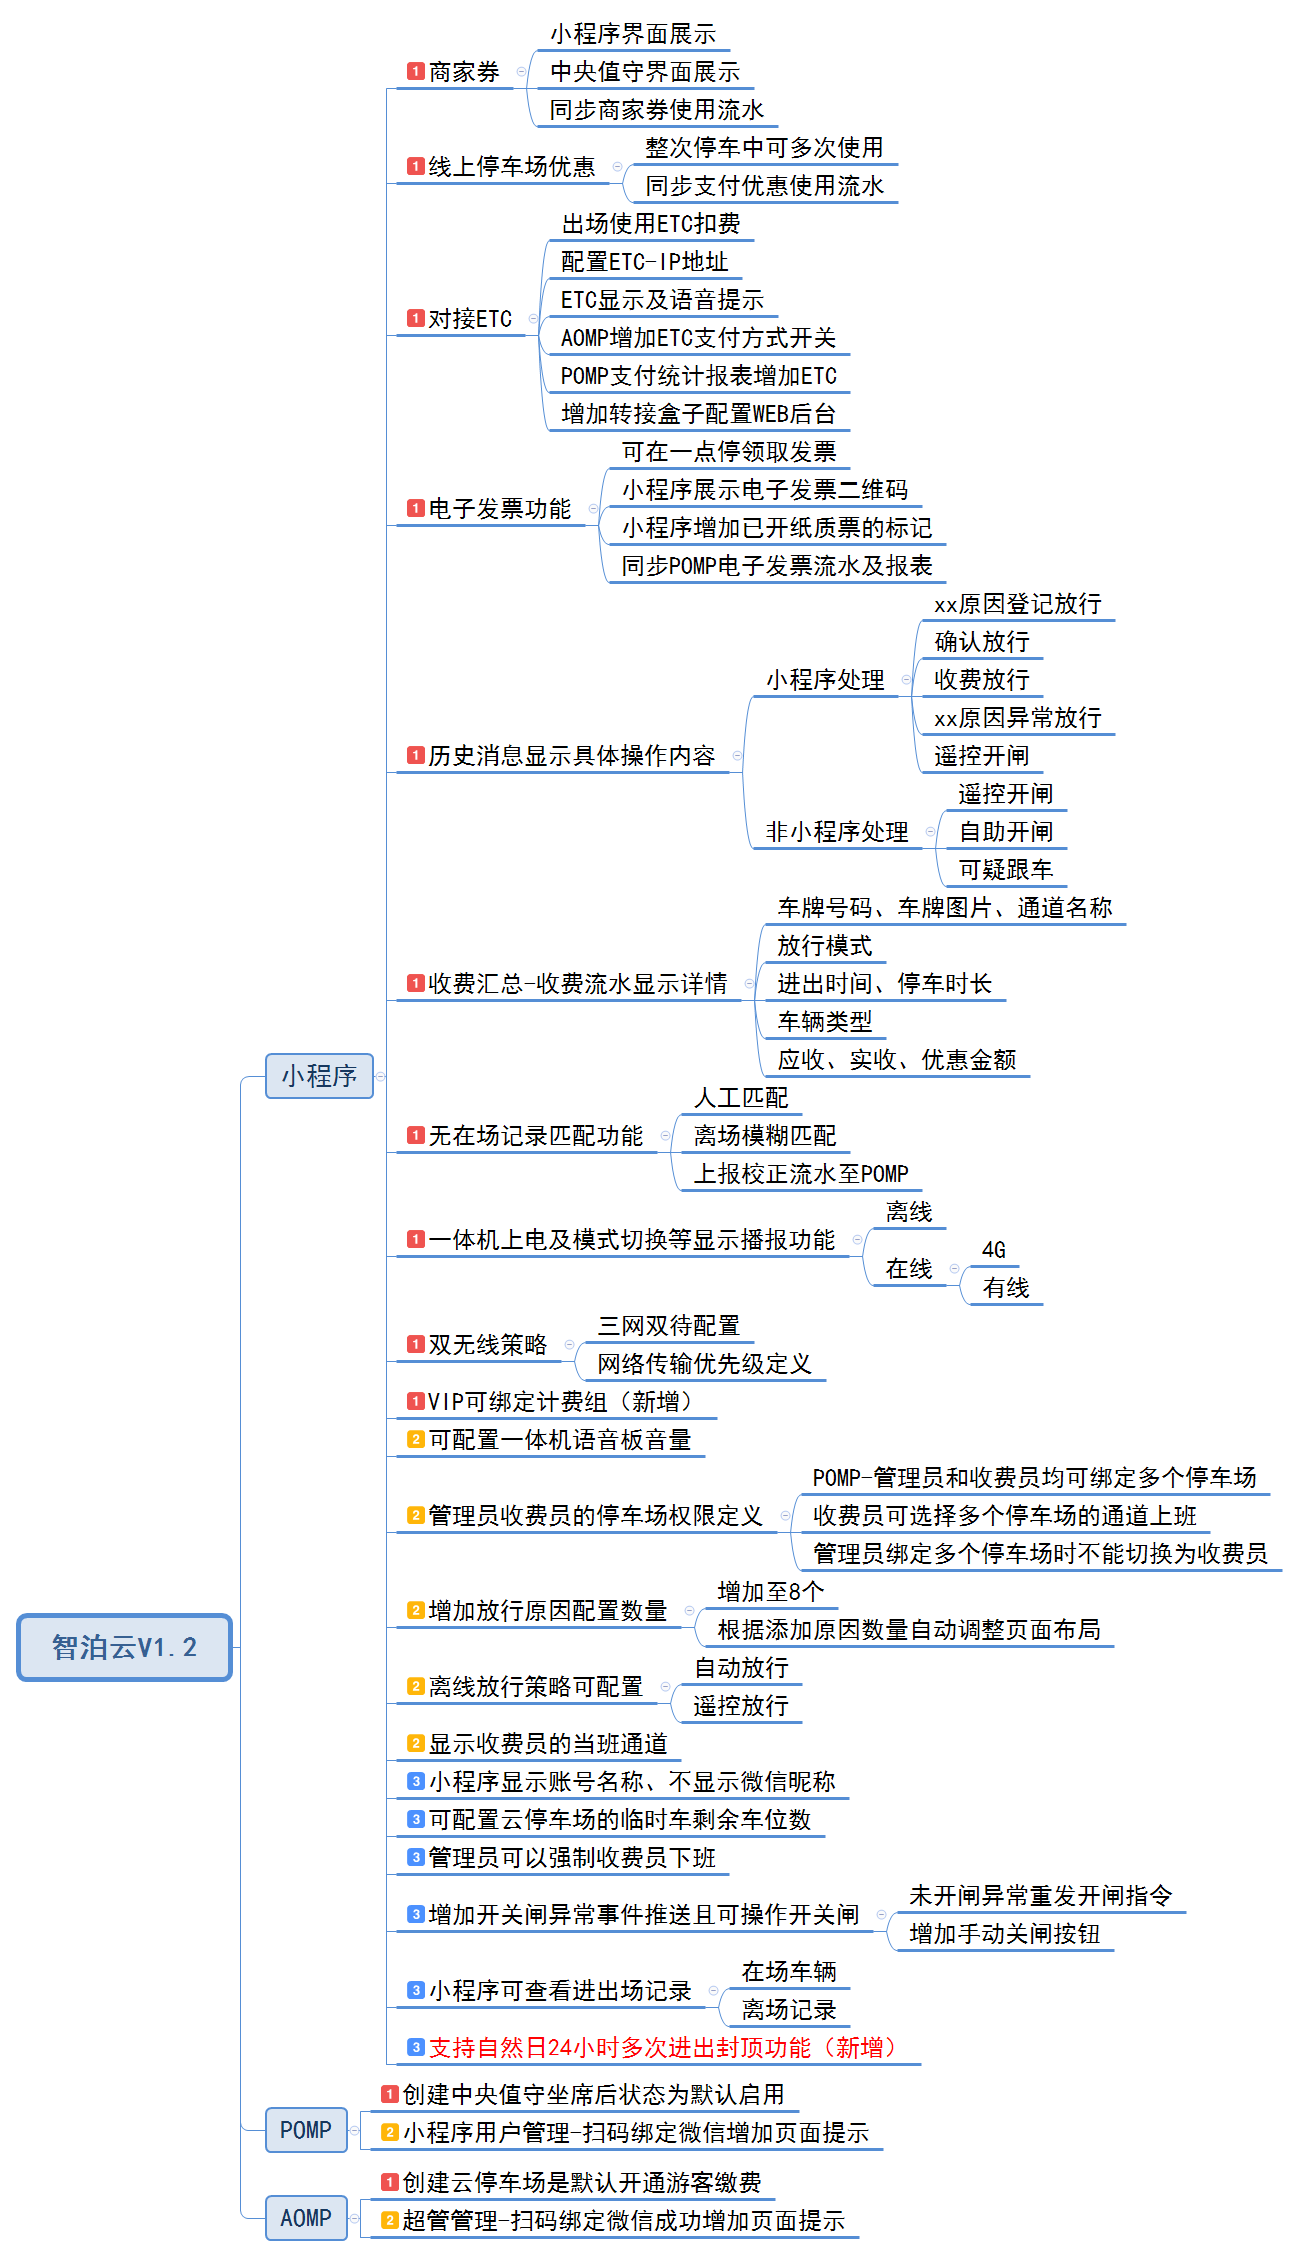 智泊云V1.2
小程序
1 商家券
小程序界面展示
中央值守界面展示
同步商家券使用流水
1 线上停车场优惠
整次停车中可多次使用
同步支付优惠使用流水
1 对接ETC
出场使用ETC扣费
配置ETC-IP地址
ETC显示及语音提示
AOMP增加ETC支付方式开关
POMP支付统计报表增加ETC
增加转接盒子配置WEB后台
1 电子发票功能
可在一点停领取发票
小程序展示电子发票二维码
小程序增加已开纸质票的标记
同步POMP电子发票流水及报表
1 历史消息显示具体操作内容
小程序处理
xx原因登记放行
确认放行
收费放行
xx原因异常放行
遥控开闸
非小程序处理
遥控开闸
自助开闸
可疑跟车
1 收费汇总-收费流水显示详情
车牌号码、车牌图片、通道名称
放行模式
进出时间、停车时长
车辆类型
应收、实收、优惠金额
1 无在场记录匹配功能
人工匹配
离场模糊匹配
上报校正流水至POMP
1 一体机上电及模式切换等显示播报功能
离线
在线
4G
有线
1 双无线策略
三网双待配置
网络传输优先级定义
1 VIP可绑定计费组（新增）
2 可配置一体机语音板音量
2 管理员收费员的停车场权限定义
POMP-管理员和收费员均可绑定多个停车场
收费员可选择多个停车场的通道上班
管理员绑定多个停车场时不能切换为收费员
2 增加放行原因配置数量
增加至8个
根据添加原因数量自动调整页面布局
2 离线放行策略可配置
自动放行
遥控放行
2 显示收费员的当班通道
3 小程序显示账号名称、不显示微信昵称
3 可配置云停车场的临时车剩余车位数
3 管理员可以强制收费员下班
3 增加开关闸异常事件推送且可操作开关闸
未开闸异常重发开闸指令
增加手动关闸按钮
3 小程序可查看进出场记录
在场车辆
离场记录
3 支持自然日24小时多次进出封顶功能（新增）
POMP
1 创建中央值守坐席后状态为默认启用
2 小程序用户管理-扫码绑定微信增加页面提示
AOMP
1 创建云停车场是默认开通游客缴费
2 超管管理-扫码绑定微信成功增加页面提示